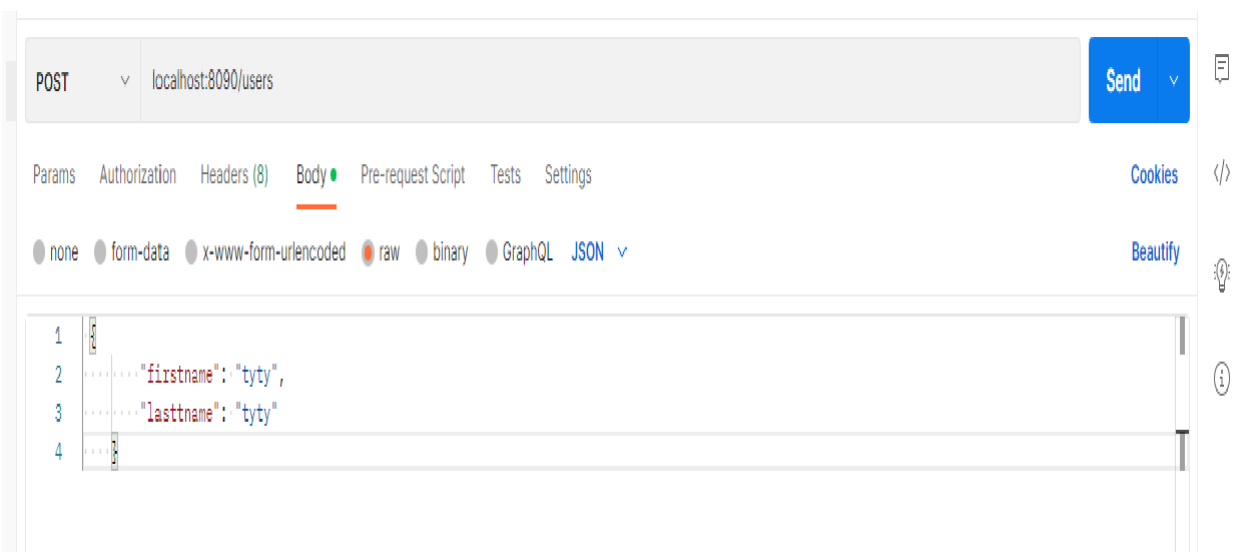 POST localhost:8090/users Send
Params Authorization Headers (8) Body Pre-request Script Tests Settings Cookies
none form-data x-www-form-urlencoded raw binary GraphQL JSON Beautify
1 {
2 "firstname": "tyty",
3 "lasttname": "tyty"
4 }